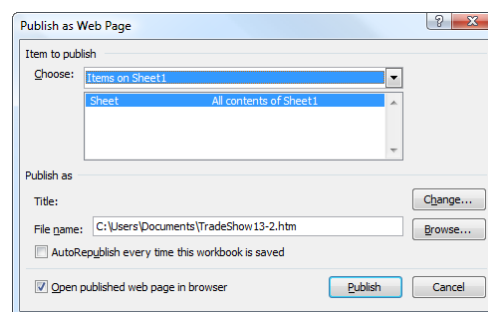 Publish as Web Page
Item to publish
Choose: Items on Sheet1
Sheet All contents of Sheet1
Publish as
Title: Change...
File name: C:\Users\Documents\TradeShow13-2.htm Browse...
AutoRepublish every time this workbook is saved
Open published web page in browser Publish Cancel